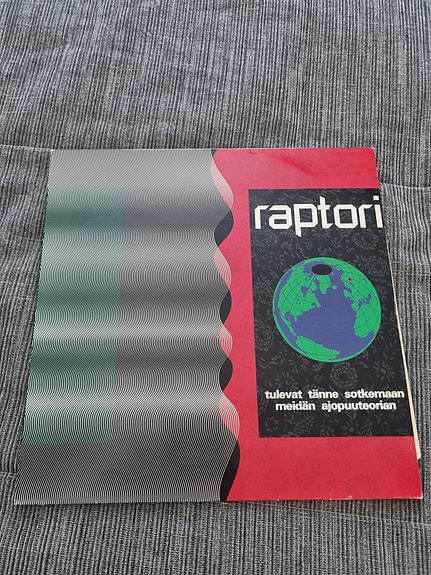 raptori
tulevat tänne sotkemaan
meidän ajopuuteorian